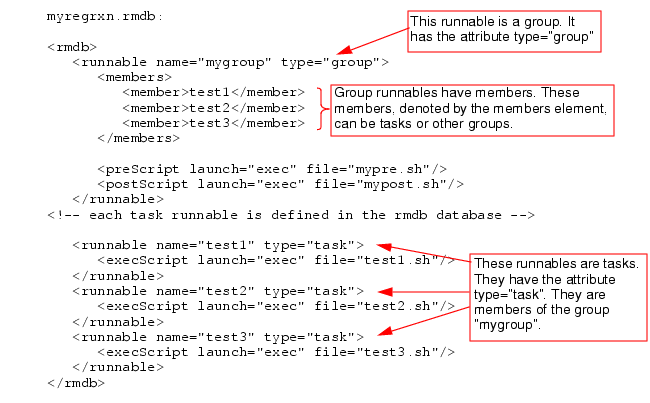 myregrxn.rmdb:
This runnable is a group. It
has the attribute type="group"
<rmdb>
<runnable name="mygroup" type="group">
<members>
<member>test1</member>
<member>test2</member>
<member>test3</member>
</members>
Group runnables have members. These
members, denoted by the members element,
can be tasks or other groups.
<preScript launch="exec" file="mypre.sh"/>
<postScript launch="exec" file="mypost.sh"/>
</runnable>
<!-- each task runnable is defined in the rmdb database -->
<runnable name="test1" type="task">
<execScript launch="exec" file="test1.sh"/>
</runnable>
<runnable name="test2" type="task">
<execScript launch="exec" file="test2.sh"/>
</runnable>
<runnable name="test3" type="task">
<execScript launch="exec" file="test3.sh"/>
</runnable>
</rmdb>
These runnables are tasks.
They have the attribute
type="task". They are
members of the group
"mygroup".